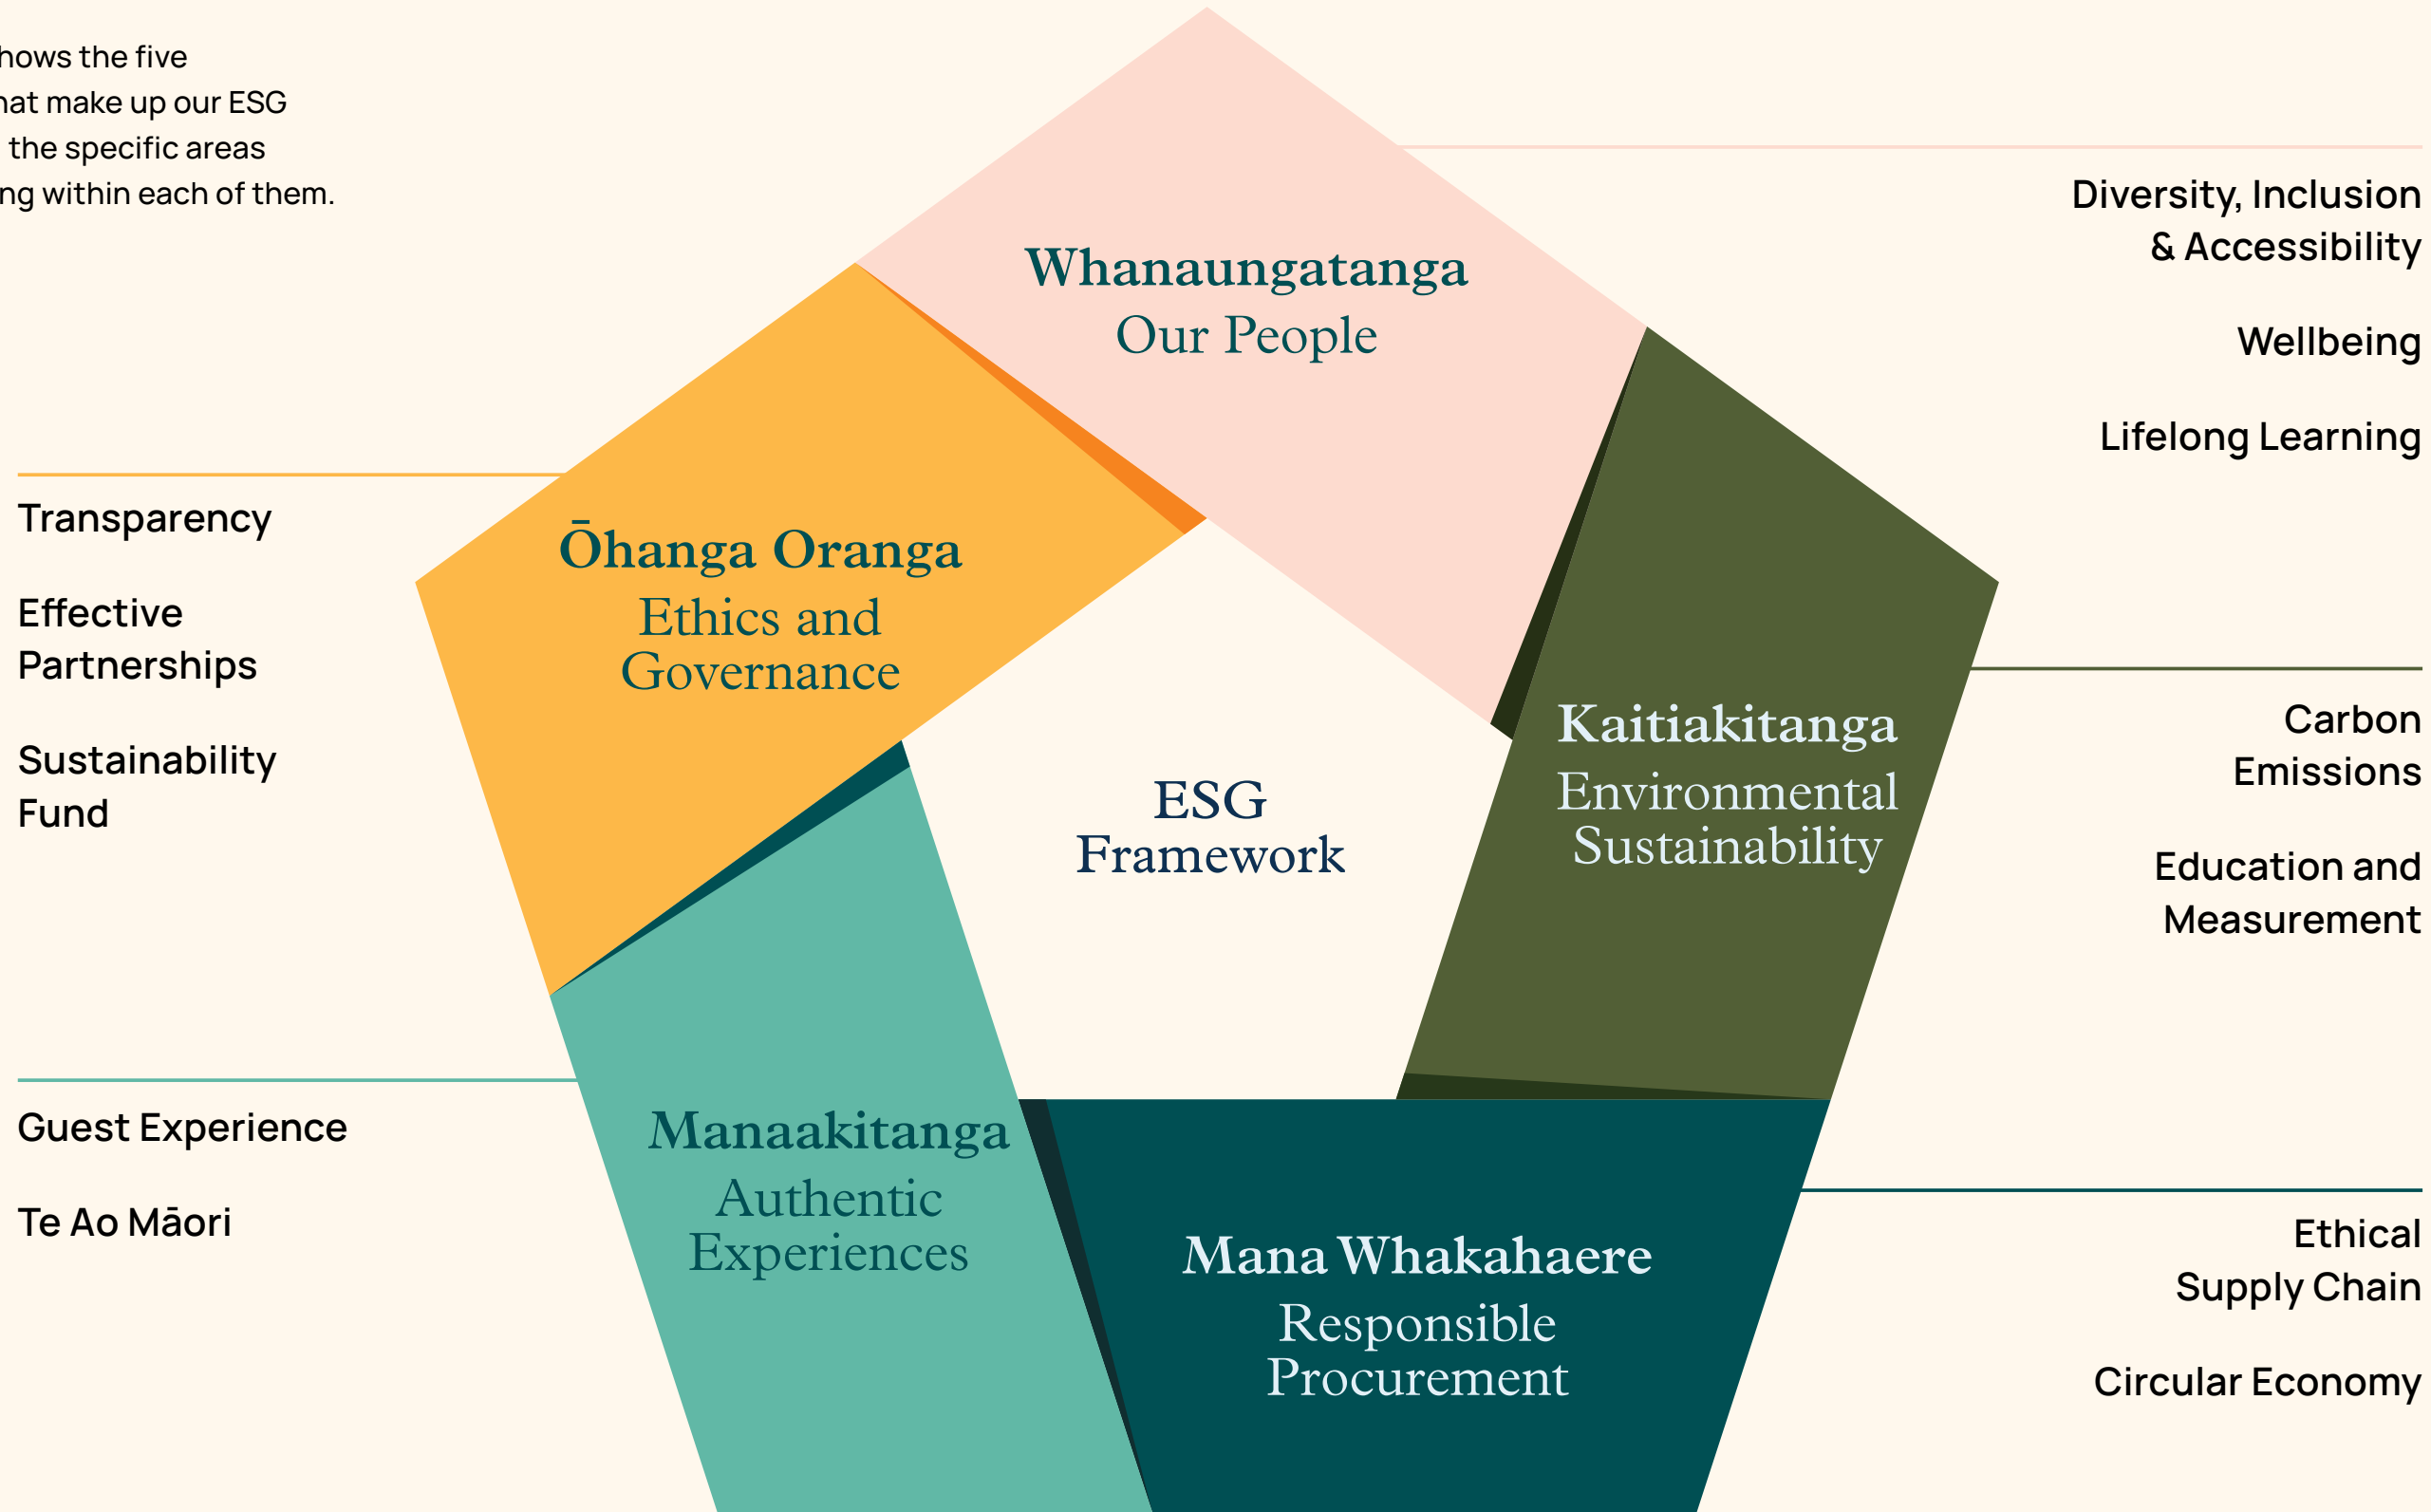 hows the five
hat make up our ESG
the specific areas
ng within each of them.
Whanaungatanga
Our People
Diversity, Inclusion
& Accessibility
Wellbeing
Lifelong Learning
Ōhanga Oranga
Ethics and
Governance
Transparency
Effective
Partnerships
Sustainability
Fund
ESG
Framework
Kaitiakitanga
Environmental
Sustainability
Carbon
Emissions
Education and
Measurement
Manaakitanga
Authentic
Experiences
Guest Experience
Te Ao Māori
Mana Whakahaere
Responsible
Procurement
Ethical
Supply Chain
Circular Economy